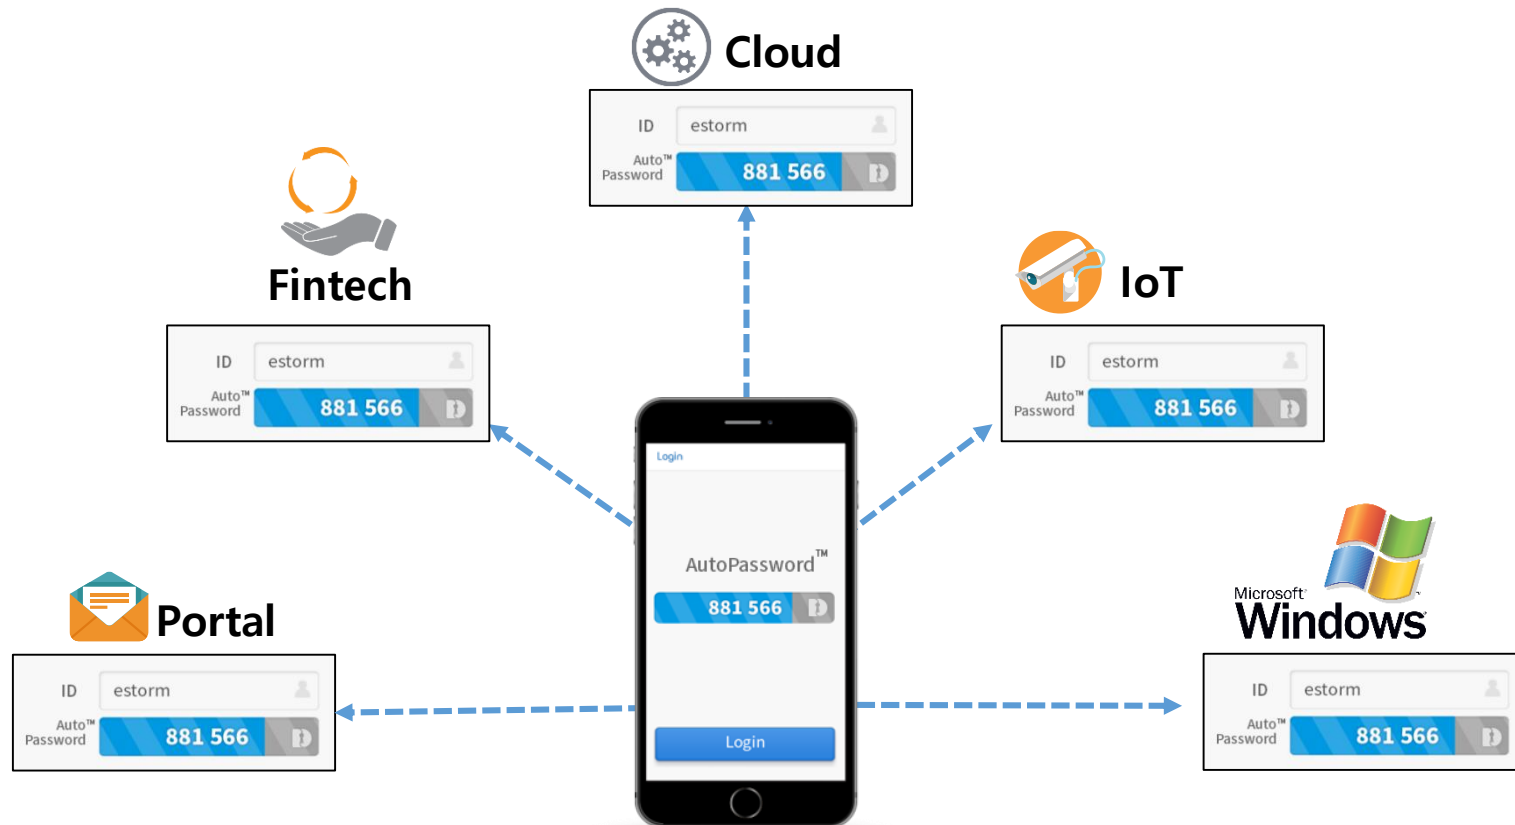 Cloud
ID estorm
Auto™
Password 881 566
Fintech
ID estorm
Auto™
Password 881 566
IoT
ID estorm
Auto™
Password 881 566
Login
AutoPassword™
881 566
Login
Portal
ID estorm
Auto™
Password 881 566
Microsoft
Windows
ID estorm
Auto™
Password 881 566